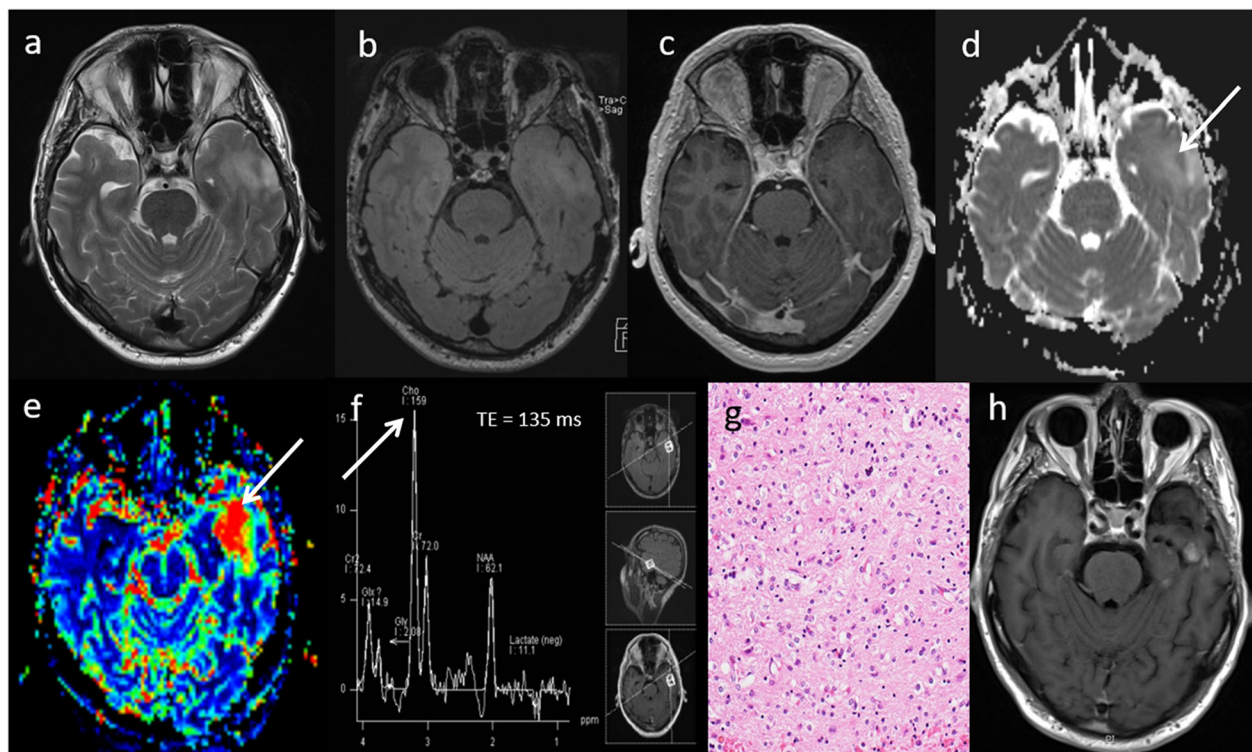 a
b
c
d
Tra>C
>Sag
F
e
f
g
h
Cho
I: 159
TE = 135 ms
15
10
Cr
72.0
Cr2
72.4
NAA
I: 62.1
Glx ?
I: 14.9
5
Gly
I: 2.08
Lactate (neg)
I: 11.1
0
ppm
4
3
2
1